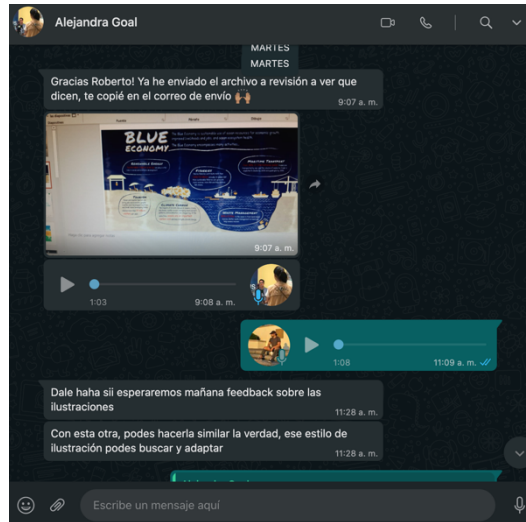 Alejandra Goal
MARTES
MARTES
Gracias Roberto! Ya he enviado el archivo a revisión a ver que
dicen, te copié en el correo de envío 🙌🏼
9:07 a. m.
BLUE
ECONOMY
9:07 a. m.
1:03
9:08 a. m.
1:08
11:09 a. m.
Dale haha sii esperaremos mañana feedback sobre las
ilustraciones
11:28 a. m.
Con esta otra, podes hacerla similar la verdad, ese estilo de
ilustración podes buscar y adaptar
11:28 a. m.
Escribe un mensaje aquí